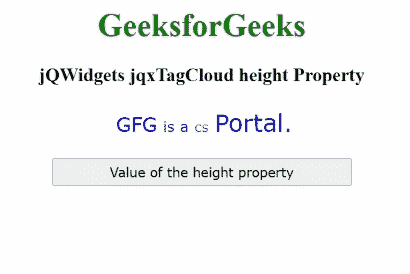 GeeksforGeeks
jQWidgets jqxTagCloud height Property
GFG is a cs Portal.
Value of the height property